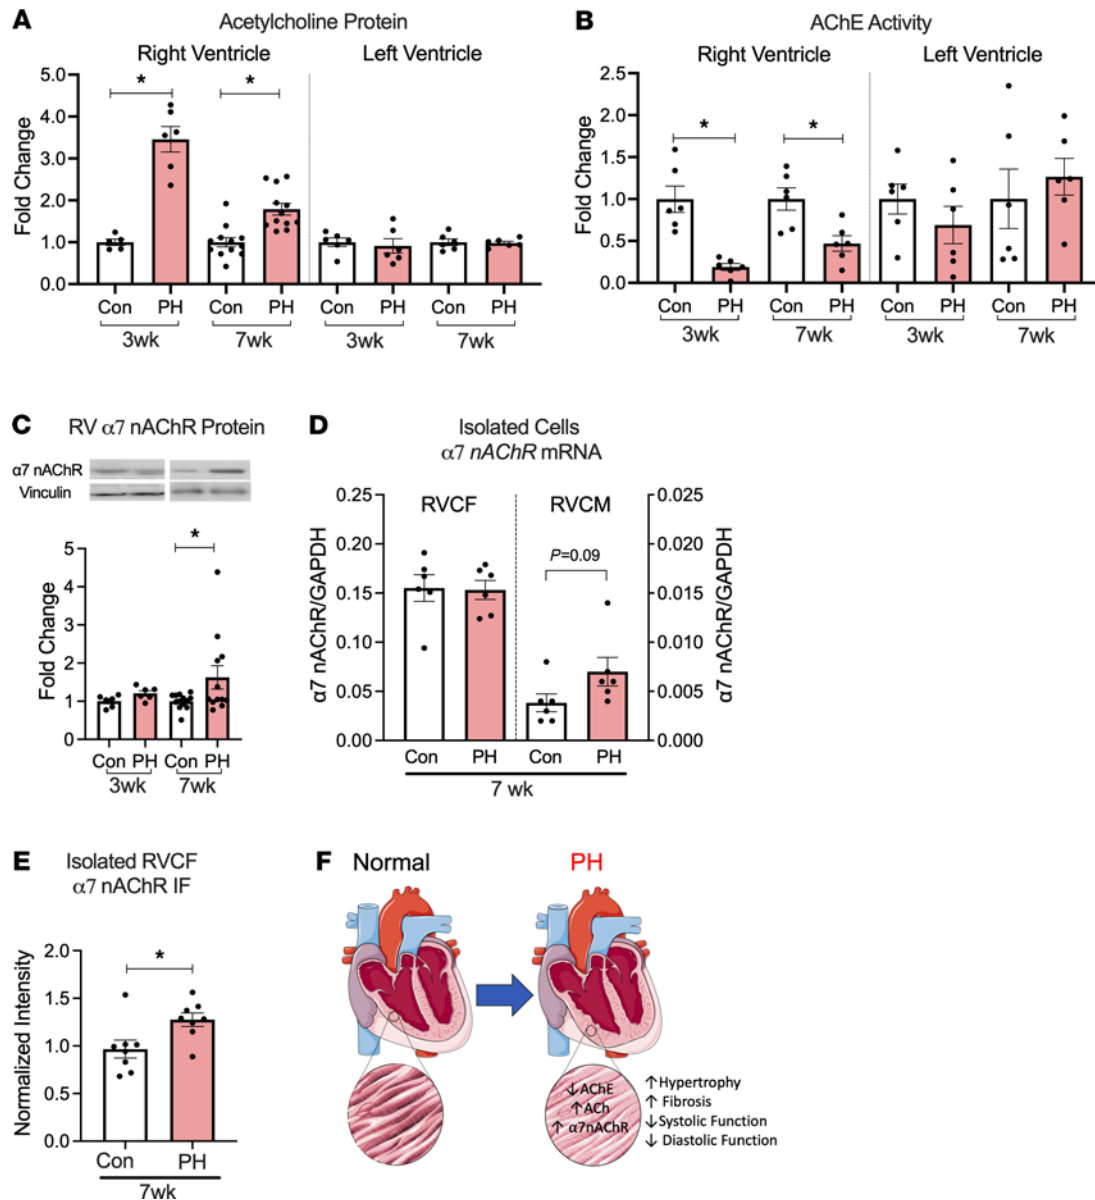 A
Acetylcholine Protein
Right Ventricle Left Ventricle
Fold Change
5.0
4.0
3.0
2.0
1.0
0.0
* *
Con PH Con PH Con PH Con PH
3wk 7wk 3wk 7wk
B
AChE Activity
Right Ventricle Left Ventricle
Fold Change
2.5
2.0
1.5
1.0
0.5
0.0
* *
Con PH Con PH Con PH Con PH
3wk 7wk 3wk 7wk
C
RV α7 nAChR Protein
α7 nAChR
Vinculin
Fold Change
5
4
3
2
1
0
*
Con PH Con PH
3wk 7wk
D
Isolated Cells
α7 nAChR mRNA
α7 nAChR/GAPDH
0.25
0.20
0.15
0.10
0.05
0.00
RVCF RVCM
P=0.09
0.025
0.020
0.015
0.010
0.005
0.000
α7 nAChR/GAPDH
Con PH Con PH
7 wk
E
Isolated RVCF
α7 nAChR IF
Normalized Intensity
2.0
1.5
1.0
0.5
0.0
*
Con PH
7wk
F
Normal PH
↓AChE
↑ACh
↑ α7nAChR
↑Hypertrophy
↑ Fibrosis
↓Systolic Function
↓ Diastolic Function